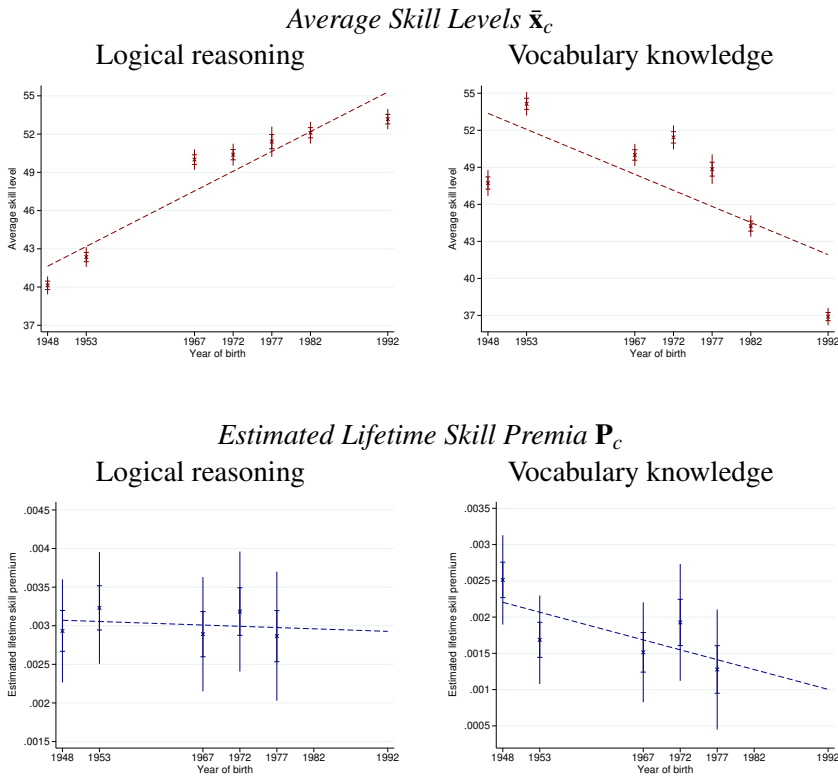 Average Skill Levels x̄c
Logical reasoning
Vocabulary knowledge
Average skill level
55
52
49
46
43
40
37
1948 1953 1967 1972 1977 1982 1992
Year of birth
Average skill level
55
52
49
46
43
40
37
1948 1953 1967 1972 1977 1982 1992
Year of birth
Estimated Lifetime Skill Premia Pc
Logical reasoning
Vocabulary knowledge
Estimated lifetime skill premium
.0045
.004
.0035
.003
.0025
.002
.0015
1948 1953 1967 1972 1977 1982 1992
Year of birth
Estimated lifetime skill premium
.0035
.003
.0025
.002
.0015
.001
.0005
1948 1953 1967 1972 1977 1982 1992
Year of birth